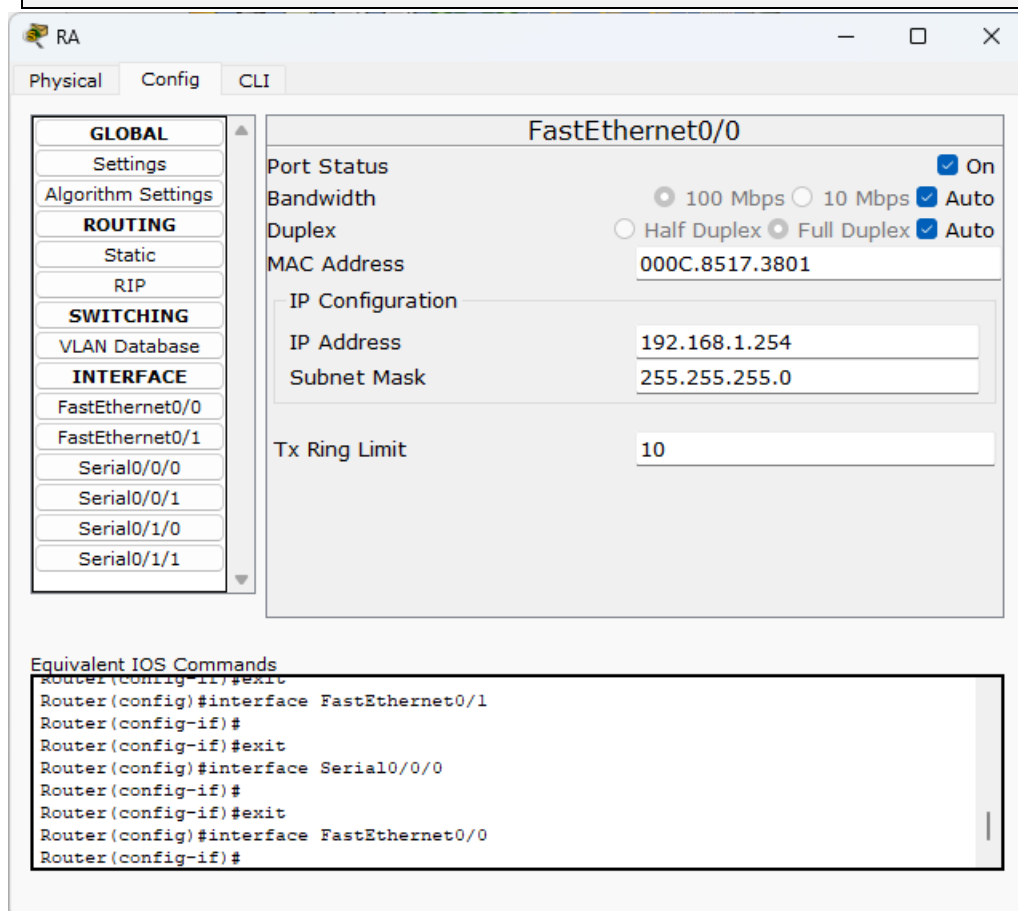 RA
Physical Config CLI
GLOBAL
Settings
Algorithm Settings
ROUTING
Static
RIP
SWITCHING
VLAN Database
INTERFACE
FastEthernet0/0
FastEthernet0/1
Serial0/0/0
Serial0/0/1
Serial0/1/0
Serial0/1/1
FastEthernet0/0
Port Status On
Bandwidth 100 Mbps 10 Mbps Auto
Duplex Half Duplex Full Duplex Auto
MAC Address 000C.8517.3801
IP Configuration
IP Address 192.168.1.254
Subnet Mask 255.255.255.0
Tx Ring Limit 10
Equivalent IOS Commands
Router(config-if)#exit
Router(config)#interface FastEthernet0/1
Router(config-if)#
Router(config-if)#exit
Router(config)#interface Serial0/0/0
Router(config-if)#
Router(config-if)#exit
Router(config)#interface FastEthernet0/0
Router(config-if)#